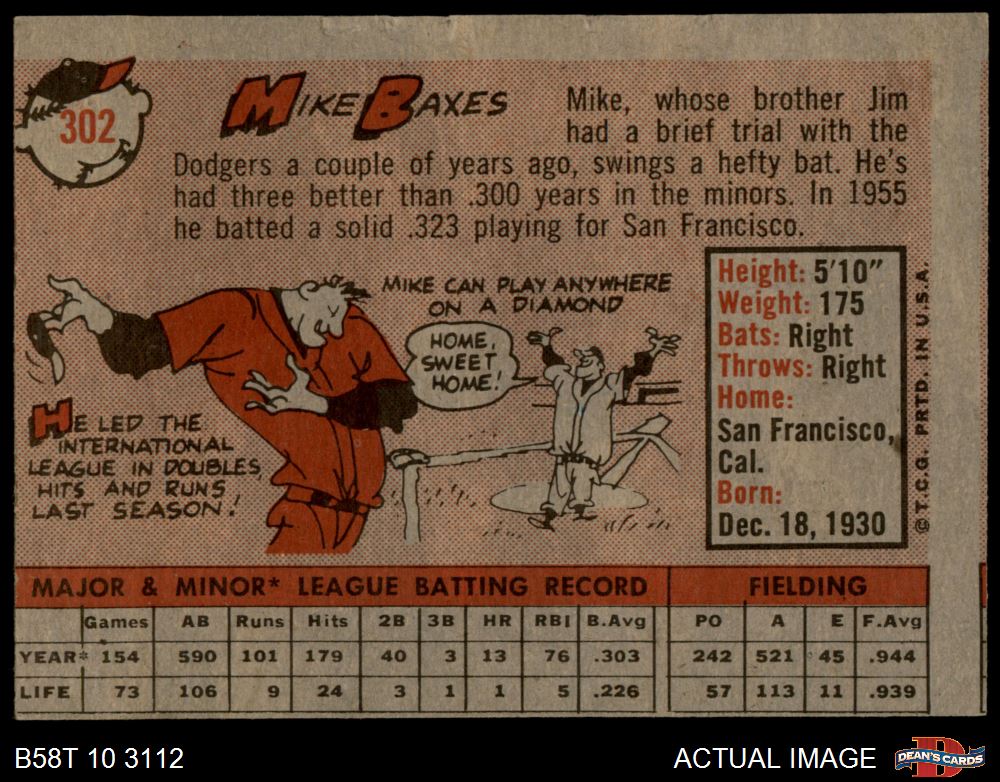 302
MIKE BAXES
Mike, whose brother Jim
had a brief trial with the
Dodgers a couple of years ago, swings a hefty bat. He's
had three better than .300 years in the minors. In 1955
he batted a solid .323 playing for San Francisco.
MIKE CAN PLAY ANYWHERE
ON A DIAMOND
HOME,
SWEET
HOME!
HE LED THE
INTERNATIONAL
LEAGUE IN DOUBLES,
HITS AND RUNS
LAST SEASON!
Height: 5'10"
Weight: 175
Bats: Right
Throws: Right
Home:
San Francisco,
Cal.
Born:
Dec. 18, 1930
© T.C.G. PRTD. IN U.S.A.
MAJOR & MINOR* LEAGUE BATTING RECORD FIELDING
Games AB Runs Hits 2B 3B HR RBI B.Avg PO A E F.Avg
YEAR* 154 590 101 179 40 3 13 76 .303 242 521 45 .944
LIFE 73 106 9 24 3 1 1 5 .226 57 113 11 .939
B58T 10 3112
ACTUAL IMAGE
D
DEAN'S CARDS